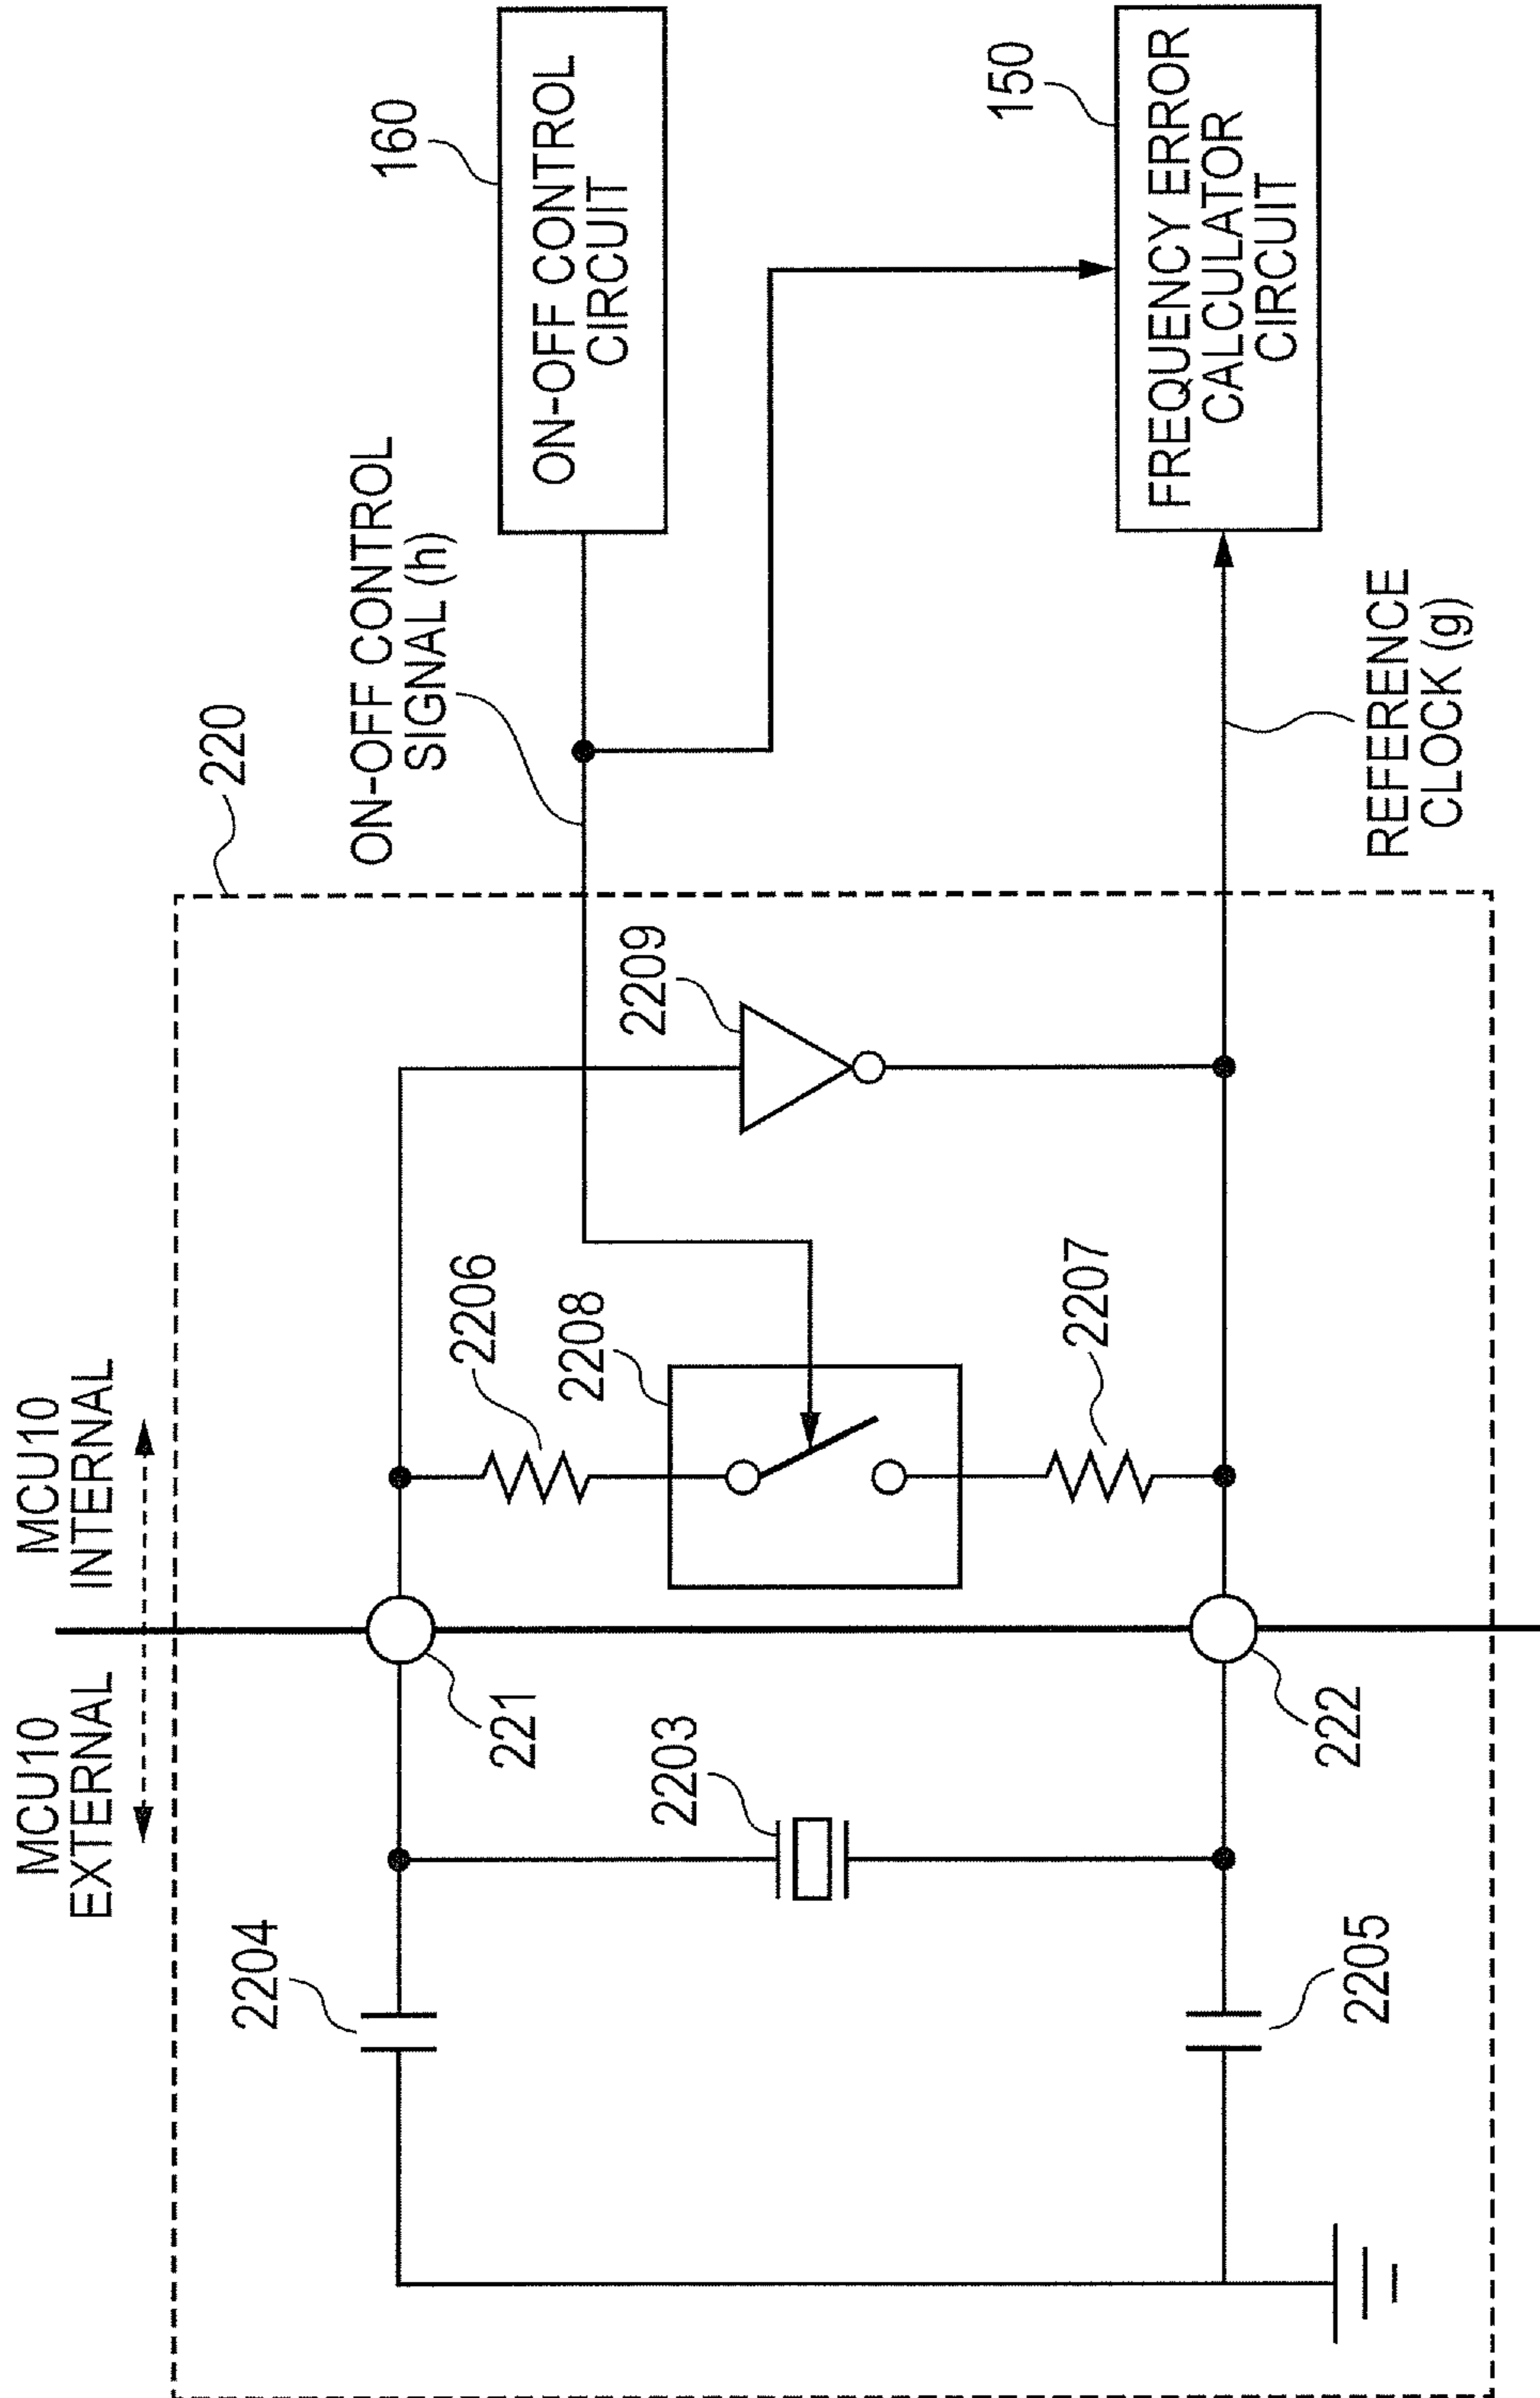 MCU10
EXTERNAL
MCU10
INTERNAL
220
ON-OFF CONTROL
SIGNAL (h)
160
ON-OFF CONTROL
CIRCUIT
2204
221
2206
2203
2208
2209
150
FREQUENCY ERROR
CALCULATOR
CIRCUIT
2205
222
2207
REFERENCE
CLOCK (g)